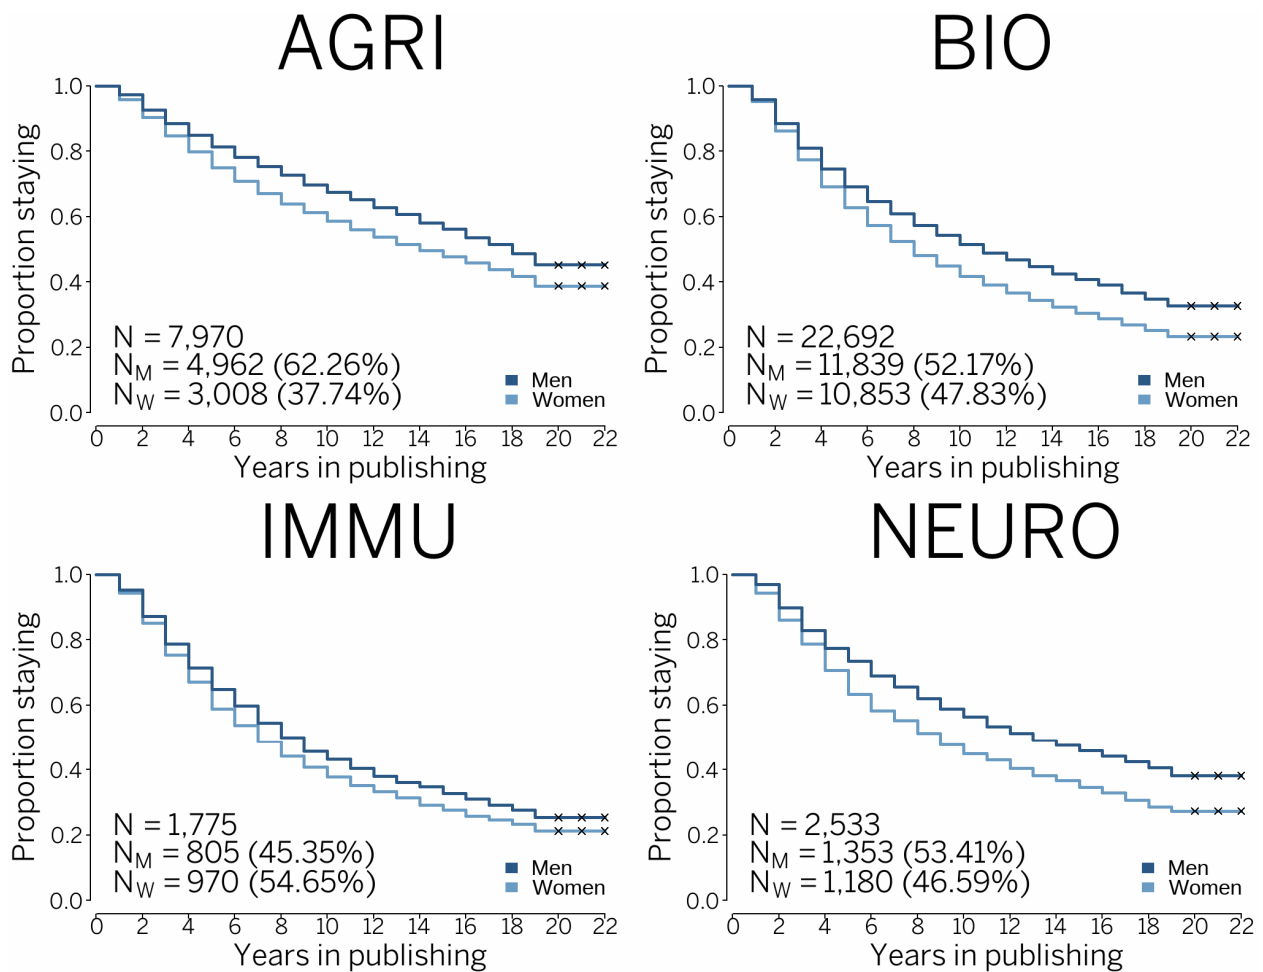 AGRI
1.0
0.8
0.6
0.4
0.2
0.0
Proportion staying
N = 7,970
NM = 4,962 (62.26%)
NW = 3,008 (37.74%)
Men
Women
0 2 4 6 8 10 12 14 16 18 20 22
Years in publishing
BIO
1.0
0.8
0.6
0.4
0.2
0.0
Proportion staying
N = 22,692
NM = 11,839 (52.17%)
NW = 10,853 (47.83%)
Men
Women
0 2 4 6 8 10 12 14 16 18 20 22
Years in publishing
IMMU
1.0
0.8
0.6
0.4
0.2
0.0
Proportion staying
N = 1,775
NM = 805 (45.35%)
NW = 970 (54.65%)
Men
Women
0 2 4 6 8 10 12 14 16 18 20 22
Years in publishing
NEURO
1.0
0.8
0.6
0.4
0.2
0.0
Proportion staying
N = 2,533
NM = 1,353 (53.41%)
NW = 1,180 (46.59%)
Men
Women
0 2 4 6 8 10 12 14 16 18 20 22
Years in publishing